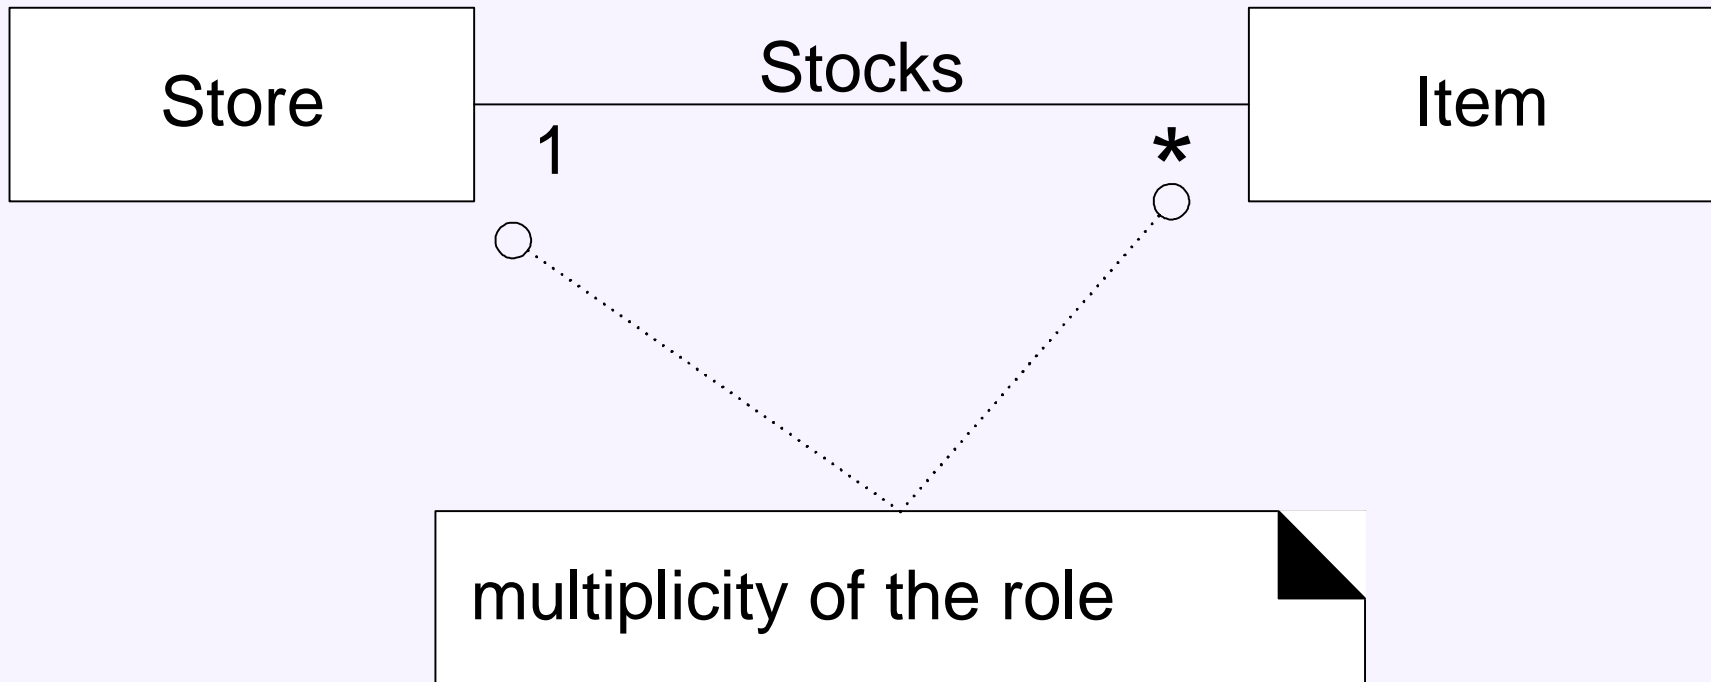 Store
Stocks
Item
1
*
multiplicity of the role